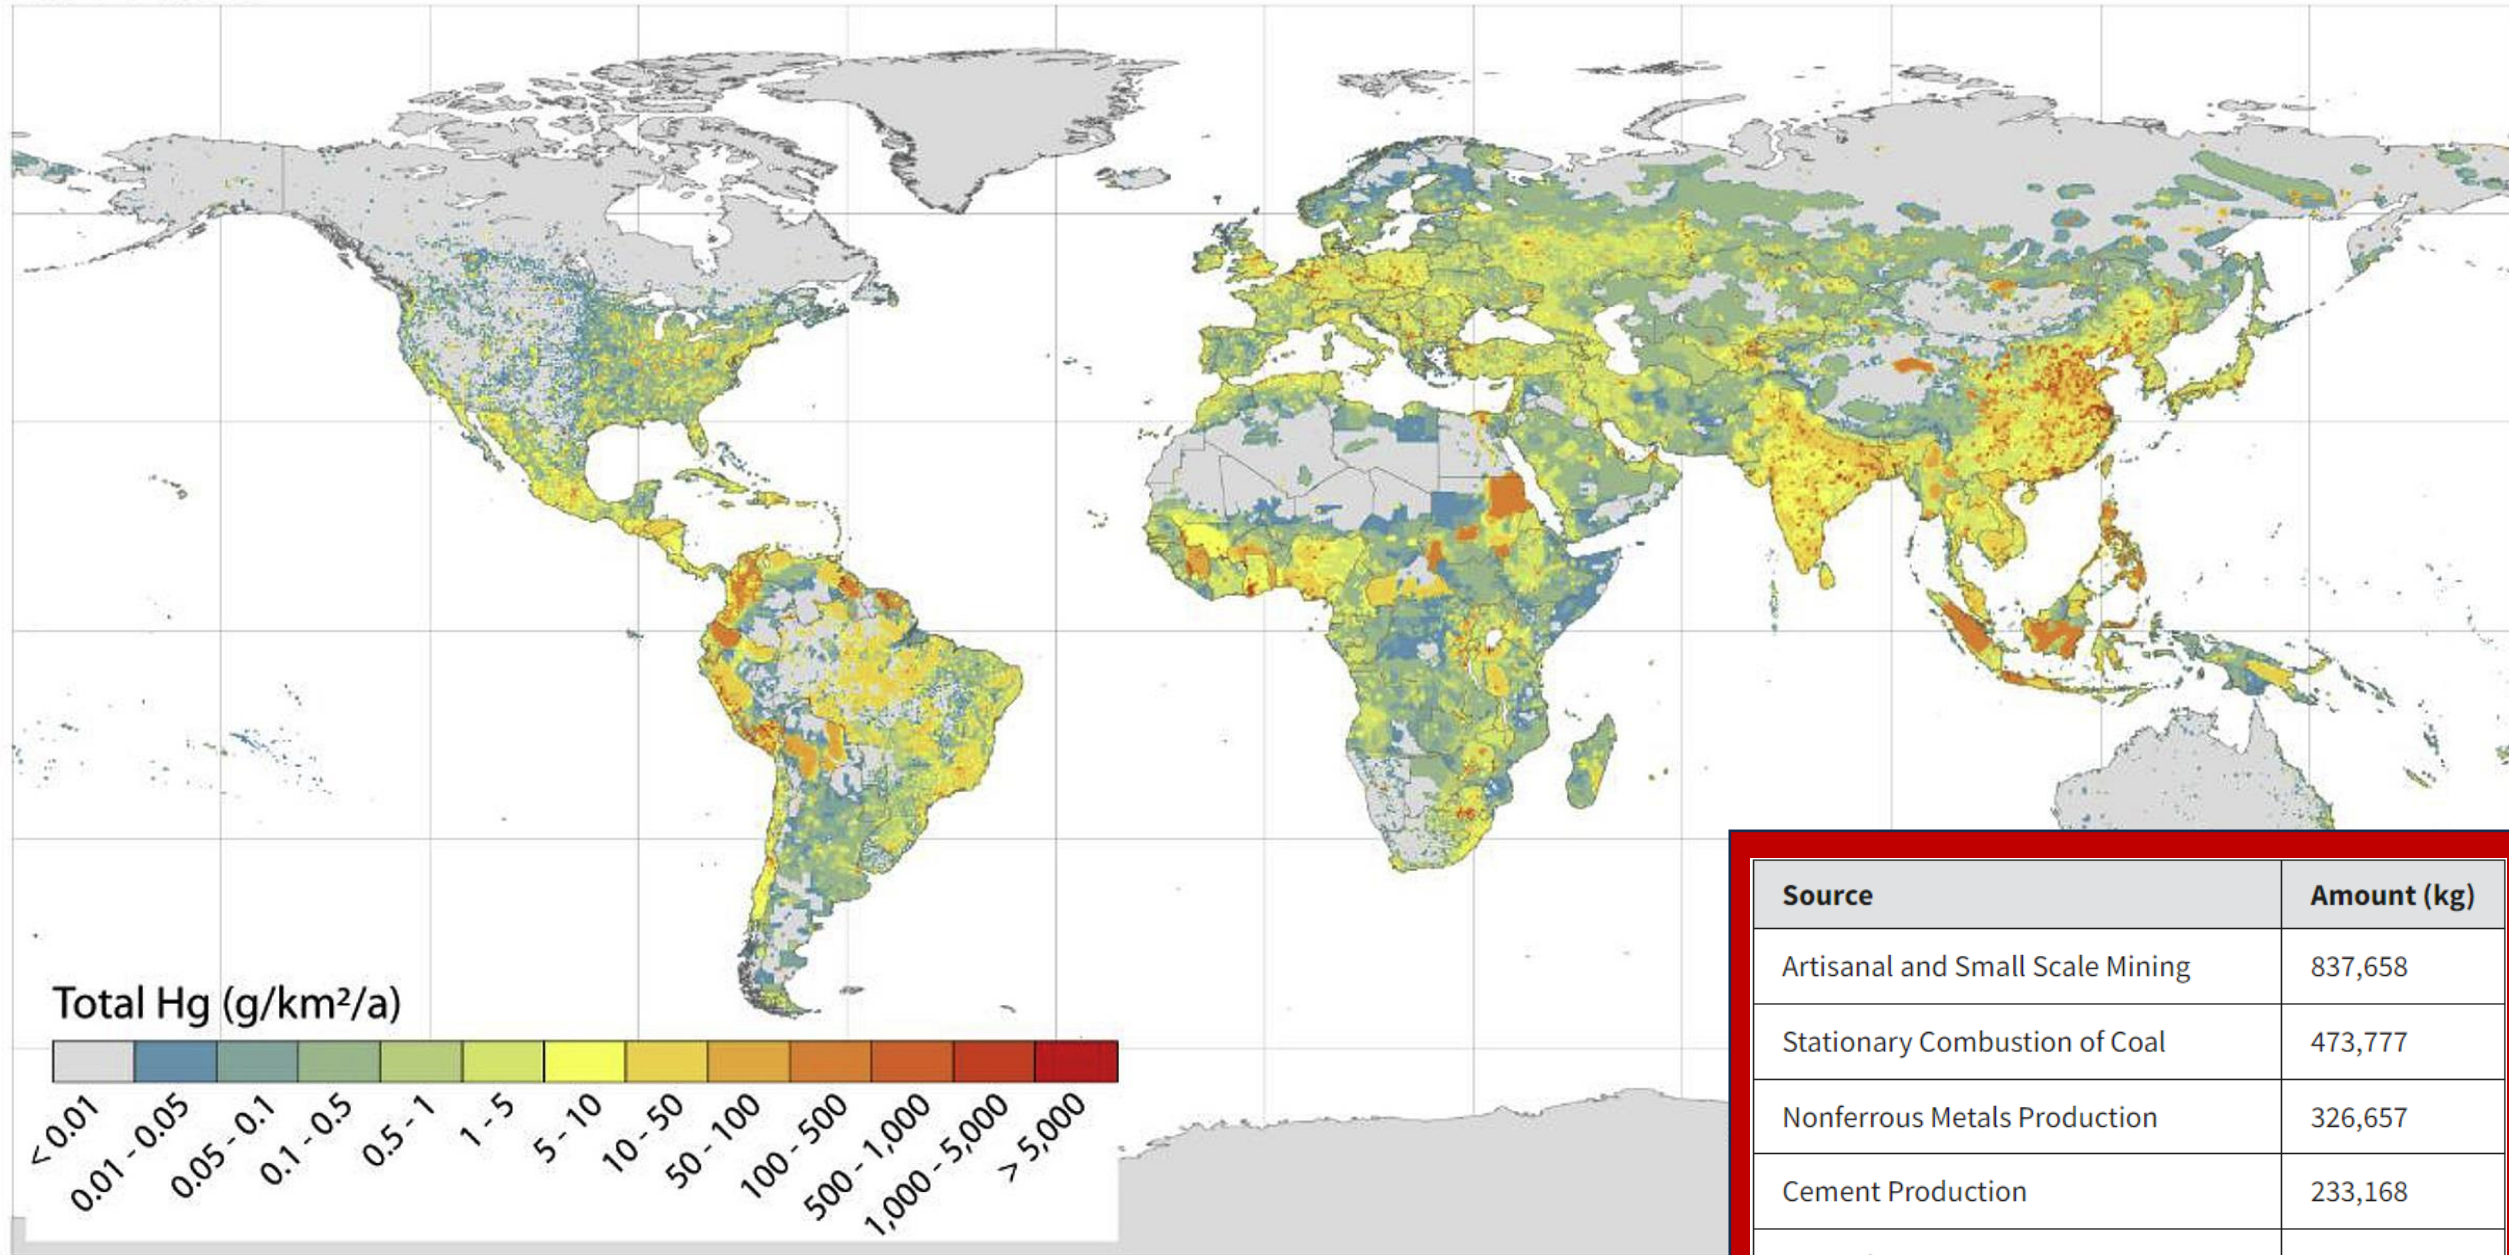 Total Hg (g/km²/a)
< 0.01
0.01 - 0.05
0.05 - 0.1
0.1 - 0.5
0.5 - 1
1 - 5
5 - 10
10 - 50
50 - 100
100 - 500
500 - 1,000
1,000 - 5,000
> 5,000
Source Amount (kg)
Artisanal and Small Scale Mining 837,658
Stationary Combustion of Coal 473,777
Nonferrous Metals Production 326,657
Cement Production 233,168